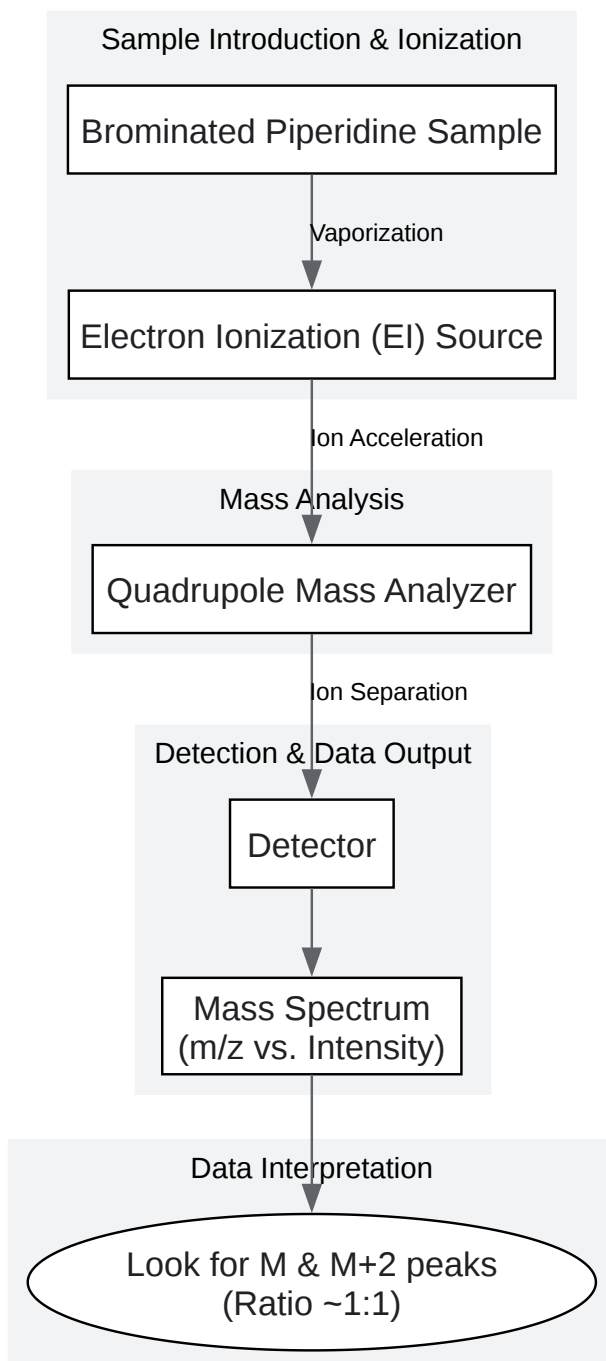 Sample Introduction & Ionization
Brominated Piperidine Sample
Vaporization
Electron Ionization (EI) Source
Ion Acceleration
Mass Analysis
Quadrupole Mass Analyzer
Ion Separation
Detection & Data Output
Detector
Mass Spectrum
(m/z vs. Intensity)
Data Interpretation
Look for M & M+2 peaks
(Ratio ~1:1)